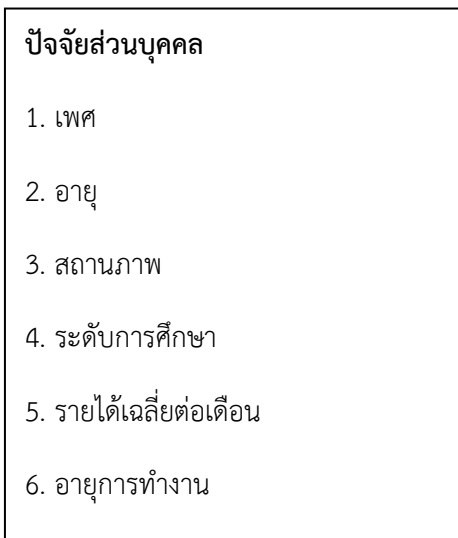 ปัจจัยส่วนบุคคล
1. เพศ
2. อายุ
3. สถานภาพ
4. ระดับการศึกษา
5. รายได้เฉลี่ยต่อเดือน
6. อายุการทำงาน